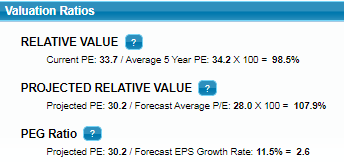 Valuation Ratios
RELATIVE VALUE ?
Current PE: 33.7 / Average 5 Year PE: 34.2 X 100 = 98.5%
PROJECTED RELATIVE VALUE ?
Projected PE: 30.2 / Forecast Average P/E: 28.0 X 100 = 107.9%
PEG Ratio ?
Projected PE: 30.2 / Forecast EPS Growth Rate: 11.5% = 2.6